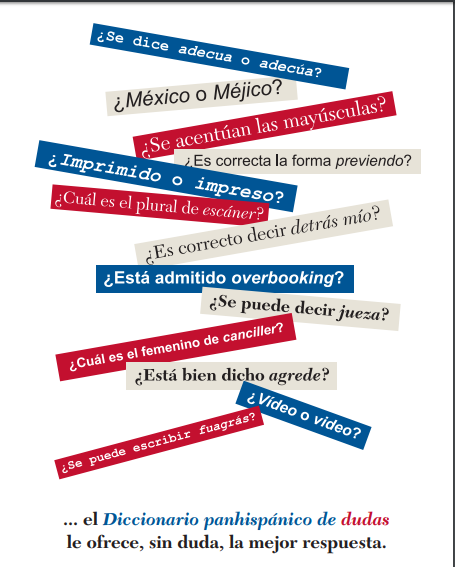 ¿Se dice adecua o adecúa?
¿México o Méjico?
¿Se acentúan las mayúsculas?
¿Es correcta la forma previendo?
¿Imprimido o impreso?
¿Cuál es el plural de escáner?
¿Es correcto decir detrás mío?
¿Está admitido overbooking?
¿Se puede decir jueza?
¿Cuál es el femenino de canciller?
¿Está bien dicho agrede?
¿Vídeo o video?
¿Se puede escribir fuagrás?
... el Diccionario panhispánico de dudas
le ofrece, sin duda, la mejor respuesta.